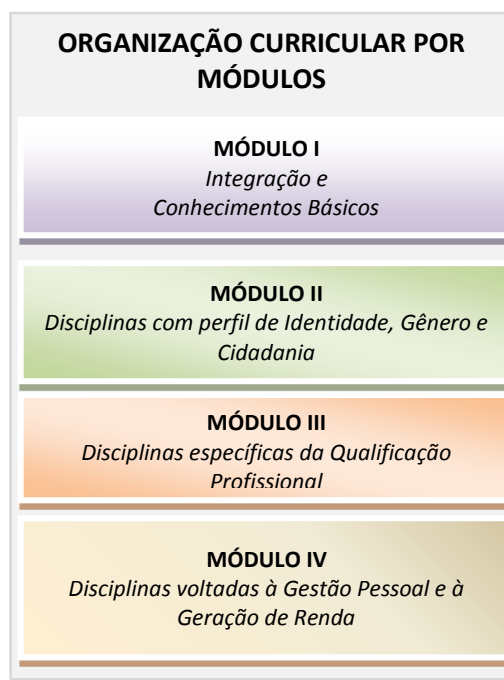 ORGANIZAÇÃO CURRICULAR POR
MÓDULOS
MÓDULO I
Integração e
Conhecimentos Básicos
MÓDULO II
Disciplinas com perfil de Identidade, Gênero e
Cidadania
MÓDULO III
Disciplinas específicas da Qualificação
Profissional
MÓDULO IV
Disciplinas voltadas à Gestão Pessoal e à
Geração de Renda